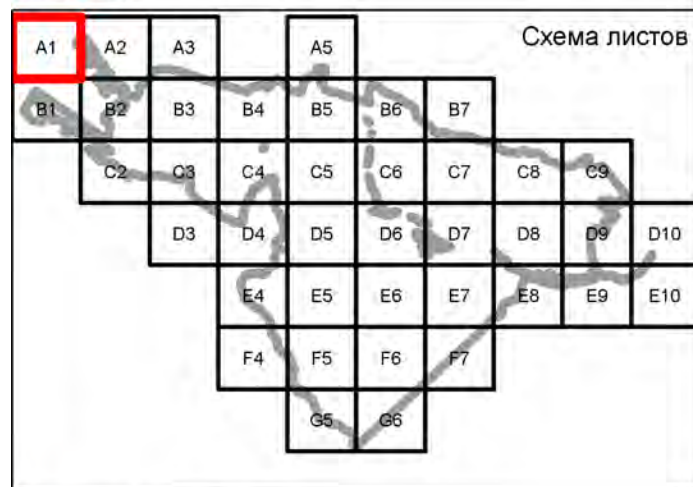 Схема листов
A1 A2 A3 A5
B1 B2 B3 B4 B5 B6 B7
C2 C3 C4 C5 C6 C7 C8 C9
D3 D4 D5 D6 D7 D8 D9 D10
E4 E5 E6 E7 E8 E9 E10
F4 F5 F6 F7
G5 G6